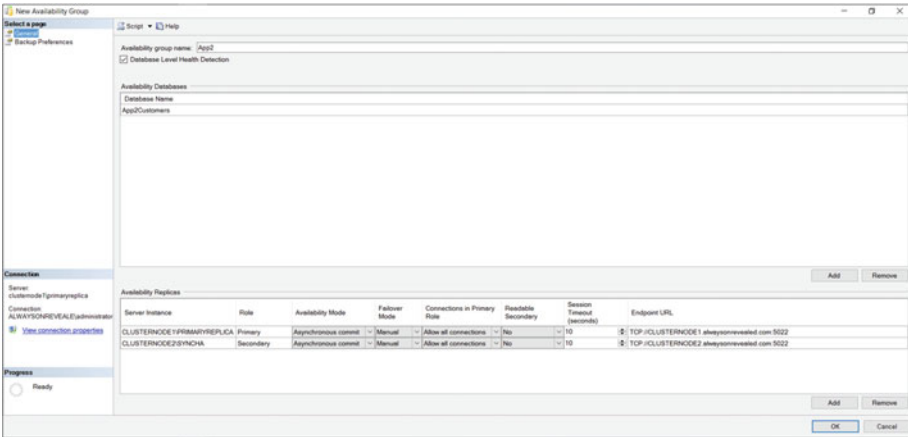 New Availability Group
Select a page
General
Backup Preferences
Script Help
Availability group name: App2
Database Level Health Detection
Availability Databases
Database Name
App2Customers
Add Remove
Connection
Server:
clusternode1\primaryreplica
Connection:
ALWAYSONREVEALE\administrator
View connection properties
Progress
Ready
Availability Replicas
Server Instance Role Availability Mode Failover Mode Connections in Primary Role Readable Secondary Session Timeout (seconds) Endpoint URL
CLUSTERNODE1\PRIMARYREPLICA Primary Asynchronous commit Manual Allow all connections No 10 TCP://CLUSTERNODE1.alwaysonrevealed.com:5022
CLUSTERNODE2\SYNCHA Secondary Asynchronous commit Manual Allow all connections No 10 TCP://CLUSTERNODE2.alwaysonrevealed.com:5022
Add Remove
OK Cancel